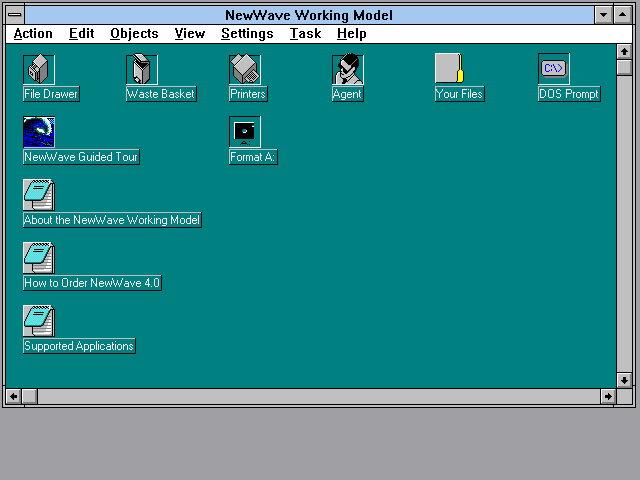 NewWave Working Model
Action Edit Objects View Settings Task Help
C:\>
File Drawer Waste Basket Printers Agent Your Files DOS Prompt
A:
NewWave Guided Tour Format A:
About the NewWave Working Model
How to Order NewWave 4.0
Supported Applications